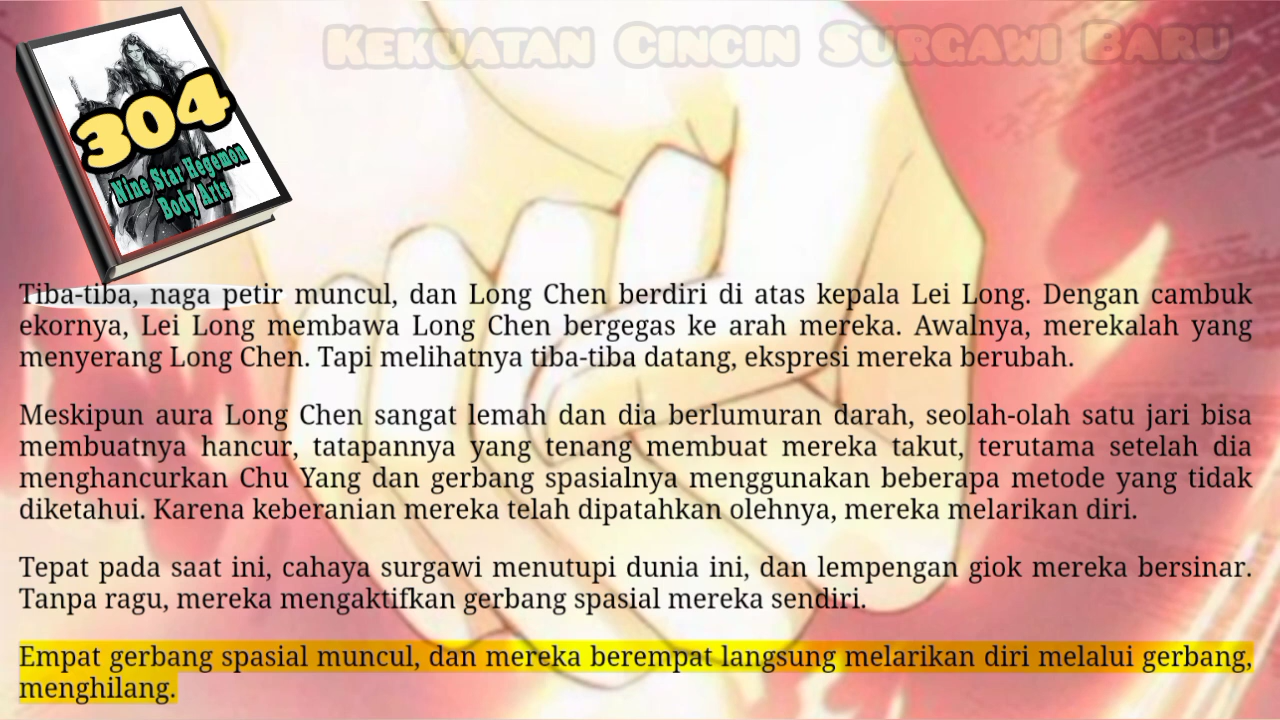 Kekuatan Cincin Surgawi Baru
304
Nine Star Hegemon
Body Arts
Tiba-tiba, naga petir muncul, dan Long Chen berdiri di atas kepala Lei Long. Dengan cambuk
ekornya, Lei Long membawa Long Chen bergegas ke arah mereka. Awalnya, merekalah yang
menyerang Long Chen. Tapi melihatnya tiba-tiba datang, ekspresi mereka berubah.
Meskipun aura Long Chen sangat lemah dan dia berlumuran darah, seolah-olah satu jari bisa
membuatnya hancur, tatapannya yang tenang membuat mereka takut, terutama setelah dia
menghancurkan Chu Yang dan gerbang spasialnya menggunakan beberapa metode yang tidak
diketahui. Karena keberanian mereka telah dipatahkan olehnya, mereka melarikan diri.
Tepat pada saat ini, cahaya surgawi menutupi dunia ini, dan lempengan giok mereka bersinar.
Tanpa ragu, mereka mengaktifkan gerbang spasial mereka sendiri.
Empat gerbang spasial muncul, dan mereka berempat langsung melarikan diri melalui gerbang,
menghilang.